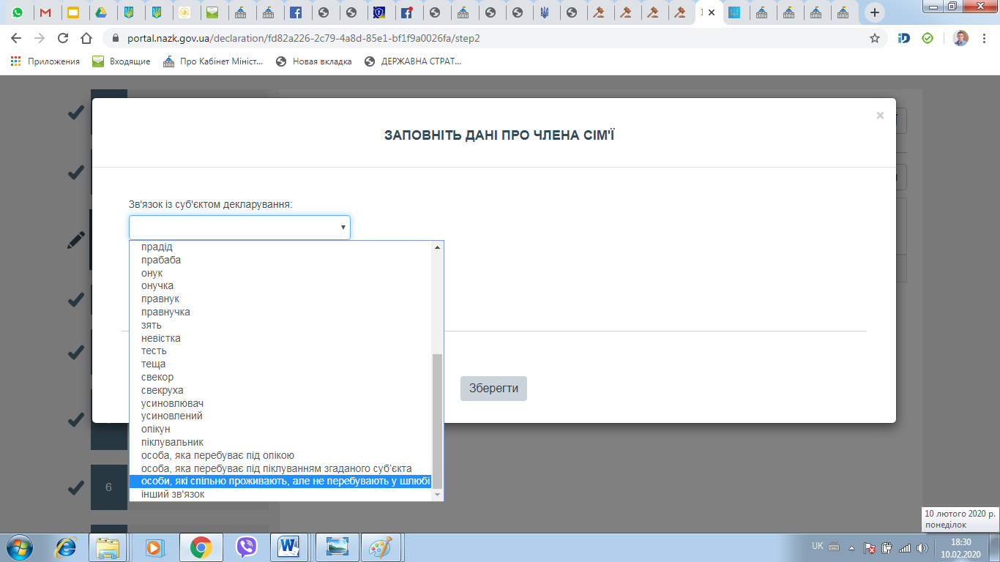 portal.nazk.gov.ua/declaration/fd82a226-2c79-4a8d-85e1-bf1f9a0026fa/step2
Приложения
Входящие
Про Кабінет Мініст...
Новая вкладка
ДЕРЖАВНА СТРАТ...
ЗАПОВНІТЬ ДАНІ ПРО ЧЛЕНА СІМ'Ї
×
Зв'язок із суб'єктом декларування:
прадід
прабаба
онук
онучка
правнук
правнучка
зять
невістка
тесть
теща
свекор
свекруха
усиновлювач
усиновлений
опікун
піклувальник
особа, яка перебуває під опікою
особа, яка перебуває під піклуванням згаданого суб’єкта
особи, які спільно проживають, але не перебувають у шлюбі
інший зв'язок
Зберегти
6
10 лютого 2020 р.
понеділок
UK
18:30
10.02.2020